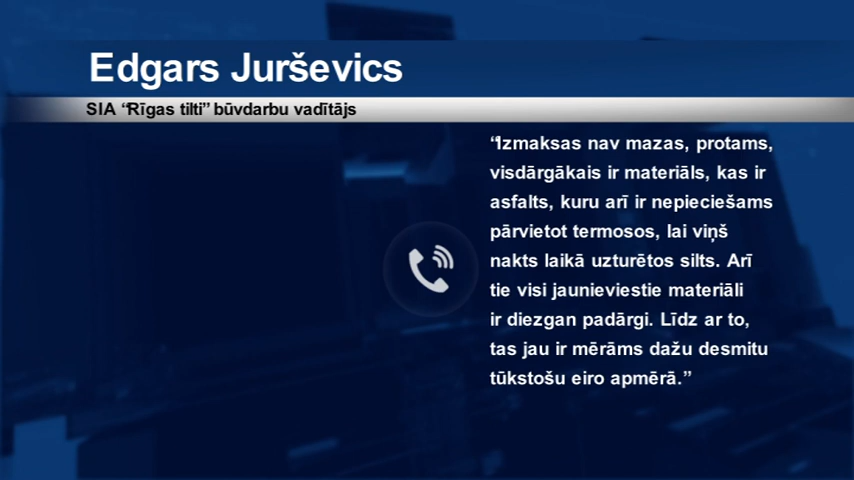 Edgars Jurševics
SIA “Rīgas tilti” būvdarbu vadītājs
“Izmaksas nav mazas, protams,
visdārgākais ir materiāls, kas ir
asfalts, kuru arī ir nepieciešams
pārvietot termosos, lai viņš
nakts laikā uzturētos silts. Arī
tie visi jaunieviestie materiāli
ir diezgan padārgi. Līdz ar to,
tas jau ir mērāms dažu desmitu
tūkstošu eiro apmērā.”